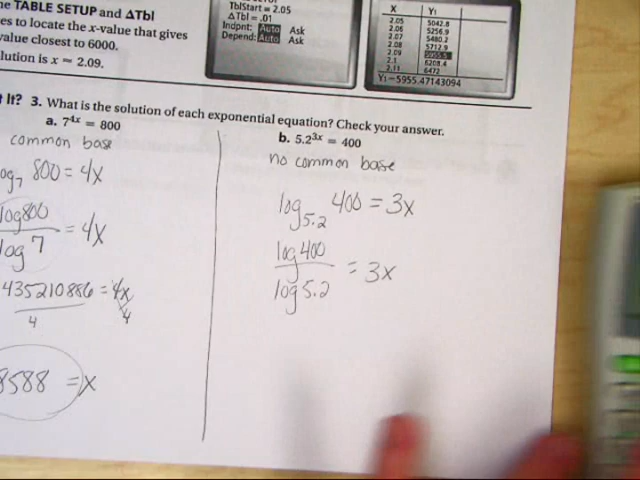 TABLE SETUP and ΔTbl
es to locate the x-value that gives
value closest to 6000.
lution is x ≈ 2.09.
TblStart = 2.05
ΔTbl = .01
Indpnt: Auto Ask
Depend: Auto Ask
X Y1
2.05 5042.8
2.06 5256.9
2.07 5480.2
2.08 5712.9
2.09
2.1 6208.4
2.11 6472
Y1=5955.47143094
It? 3. What is the solution of each exponential equation? Check your answer.
a. 7^4x = 800
common base
log7 800 = 4x
log800
log 7
= 4x
435210886 = 4x
4 4
8588 = x
b. 5.2^3x = 400
no common base
log5.2 400 = 3x
log400
log5.2
= 3x